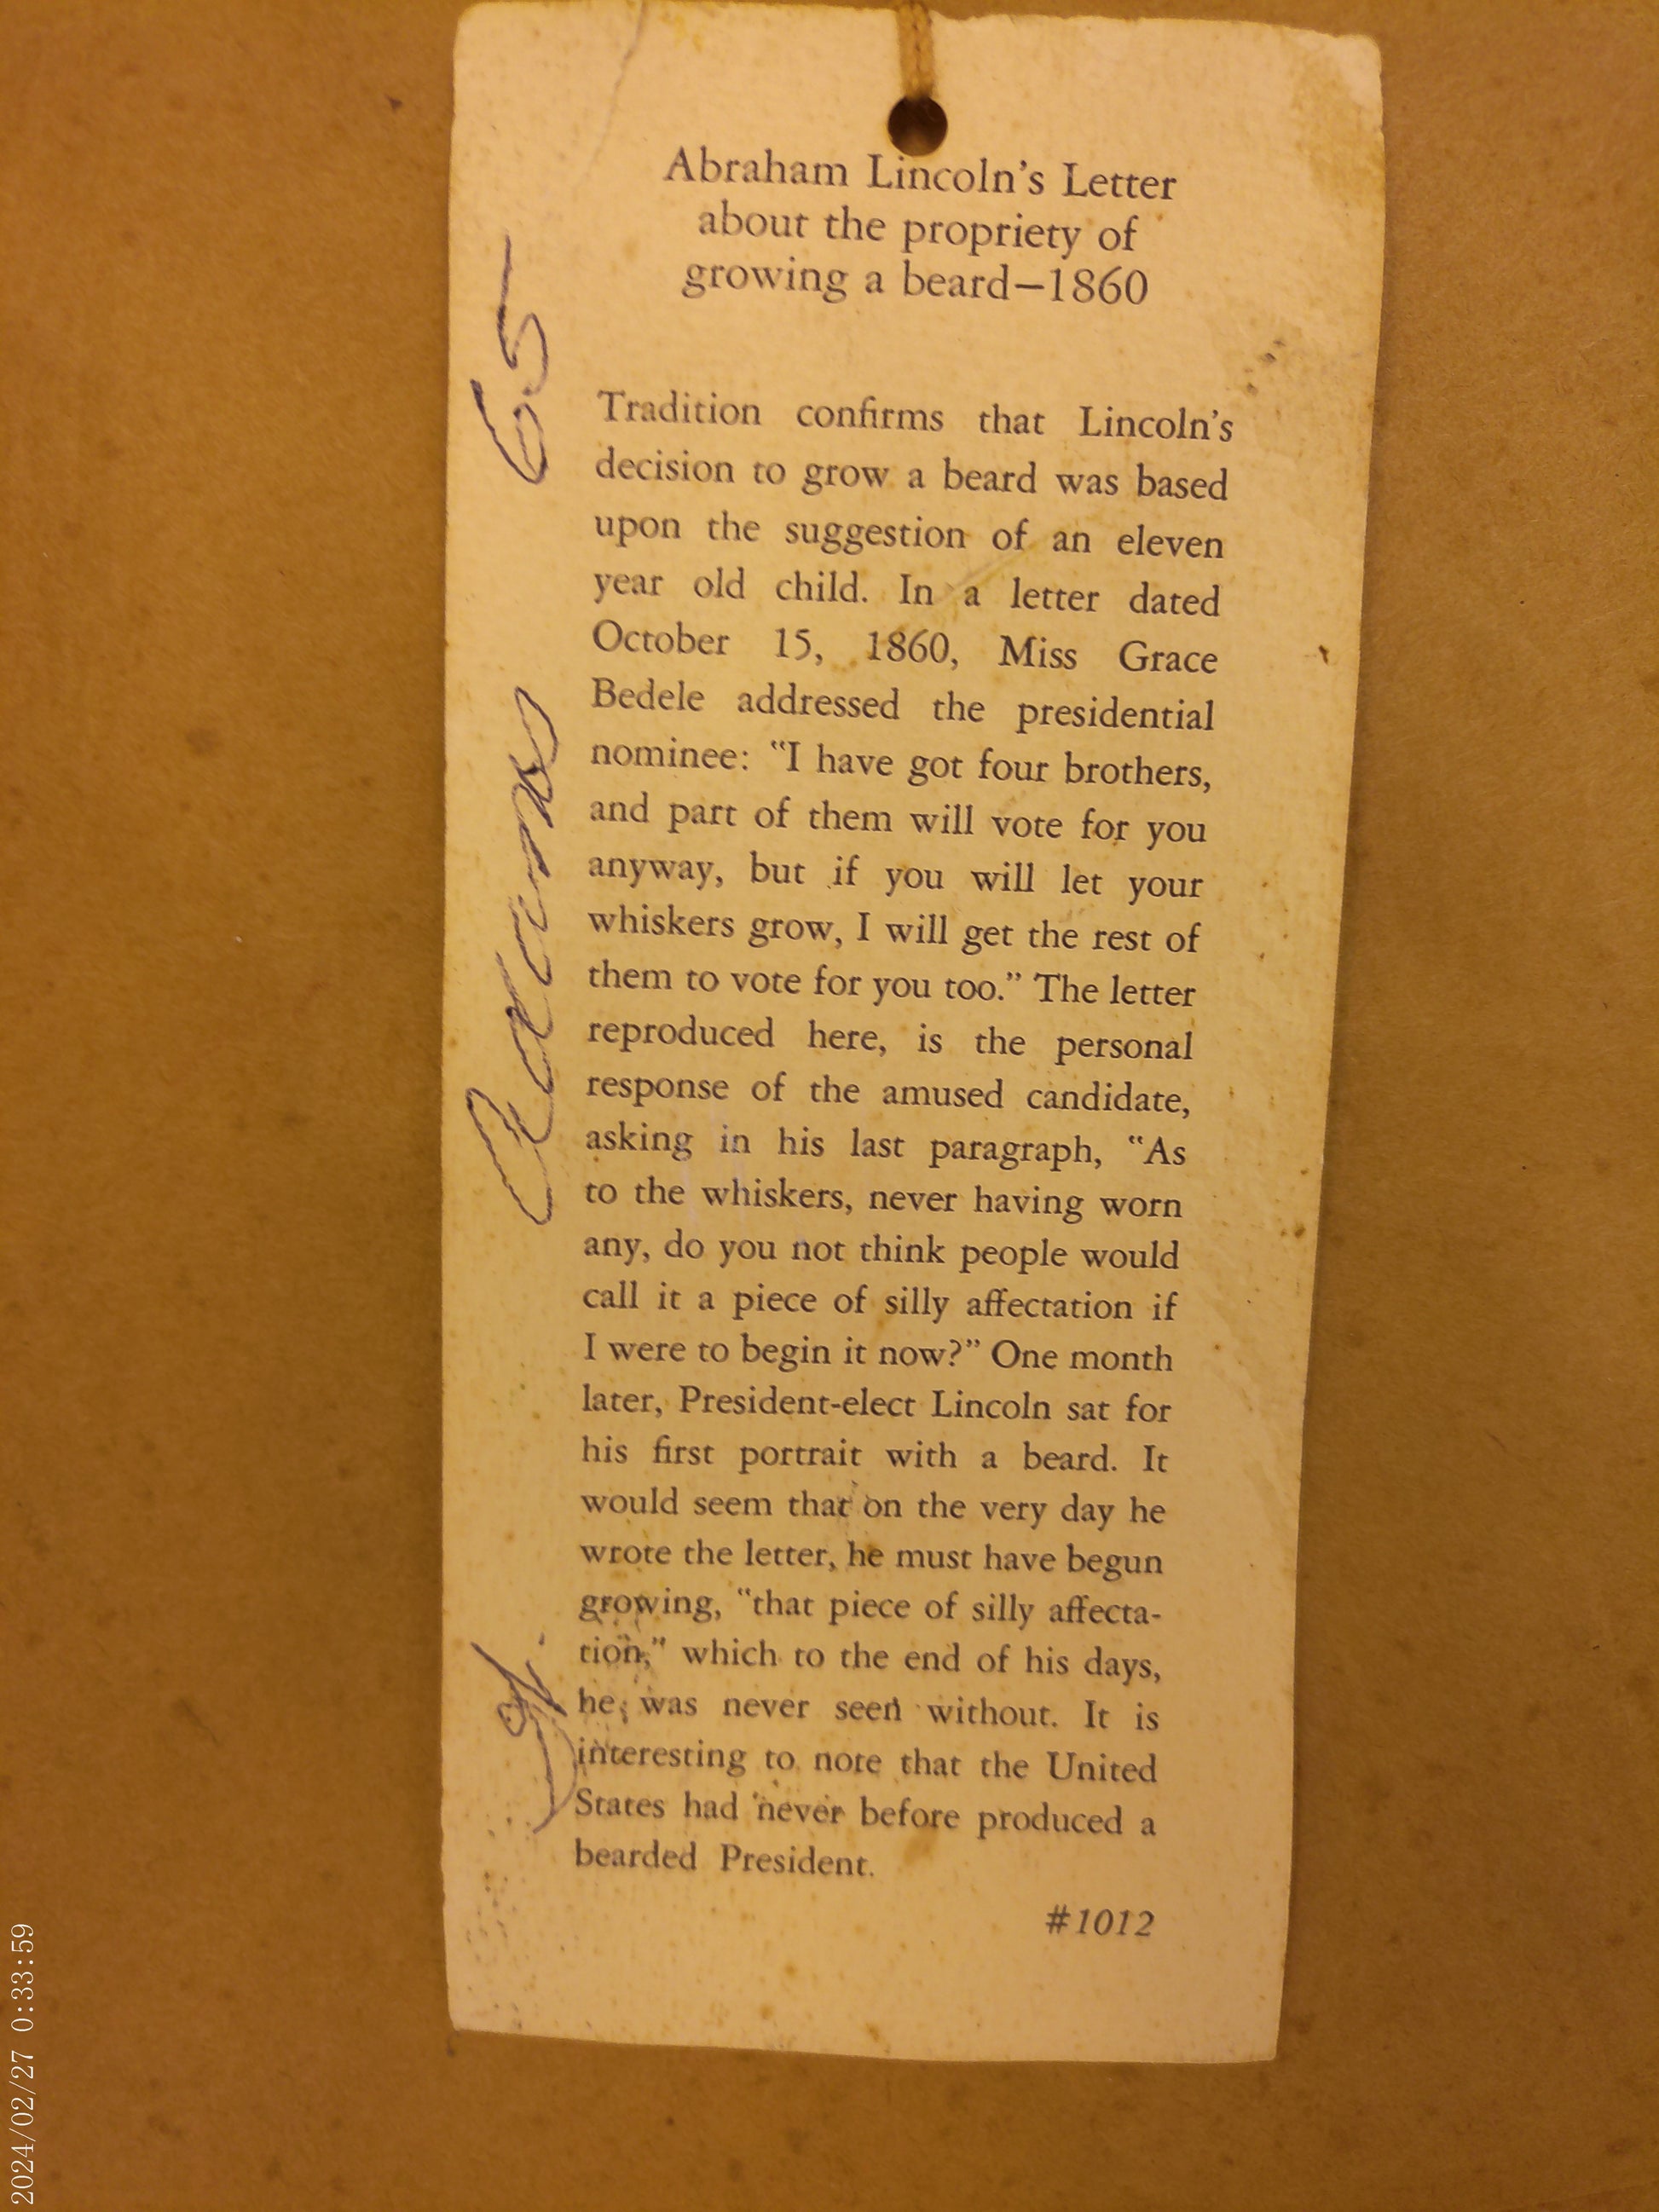 Abraham Lincoln's Letter
about the propriety of
growing a beard—1860
Tradition confirms that Lincoln's
decision to grow a beard was based
upon the suggestion of an eleven
year old child. In a letter dated
October 15, 1860, Miss Grace
Bedele addressed the presidential
nominee: "I have got four brothers,
and part of them will vote for you
anyway, but if you will let your
whiskers grow, I will get the rest of
them to vote for you too." The letter
reproduced here, is the personal
response of the amused candidate,
asking in his last paragraph, "As
to the whiskers, never having worn
any, do you not think people would
call it a piece of silly affectation if
I were to begin it now?" One month
later, President-elect Lincoln sat for
his first portrait with a beard. It
would seem that on the very day he
wrote the letter, he must have begun
growing, "that piece of silly affecta-
tion," which to the end of his days,
he, was never seen without. It is
interesting to note that the United
States had never before produced a
bearded President.
#1012
65
2024/02/27 0:33:59